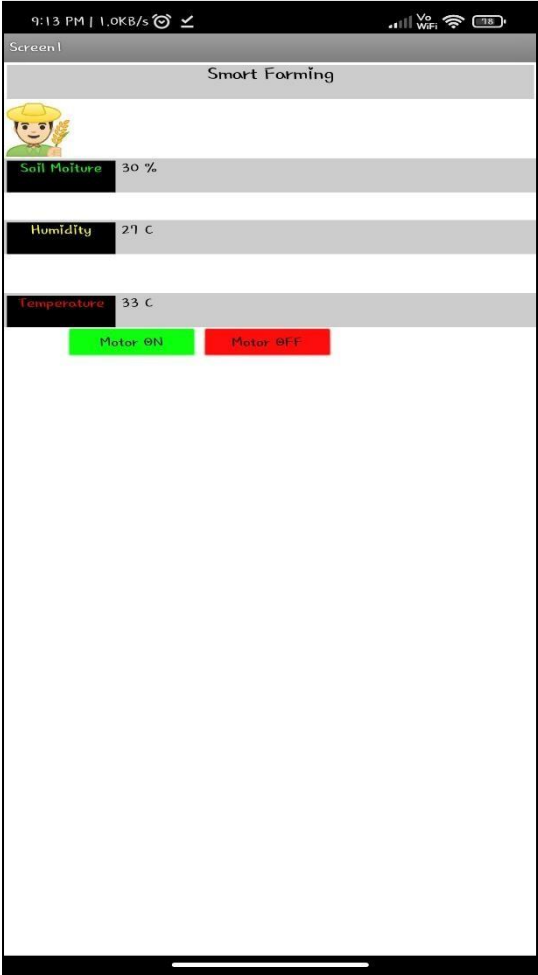 9:13 PM | 1.0KB/s Vo WiFi 78
Screen1
Smart Farming
Soil Moiture 30 %
Humidity 27 C
Temperature 33 C
Motor ON Motor OFF